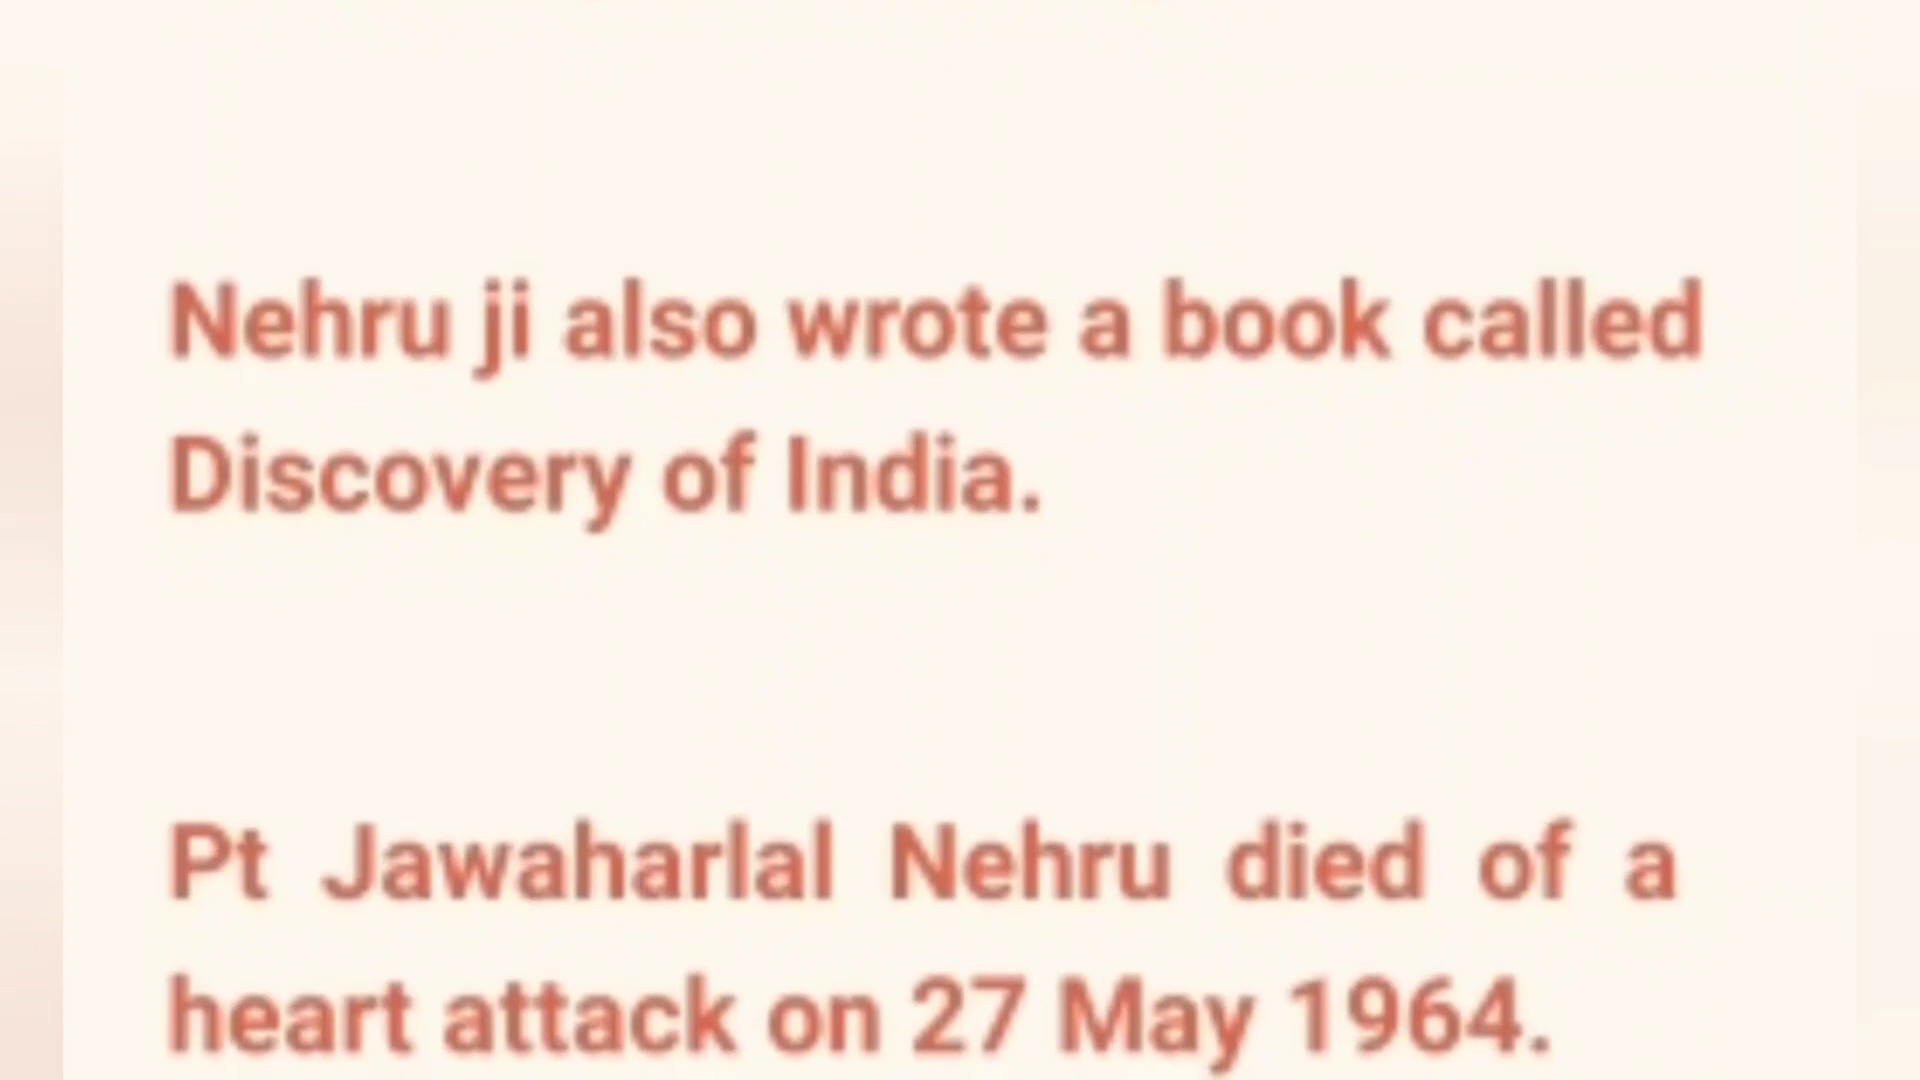 Nehru ji also wrote a book called
Discovery of India.
Pt Jawaharlal Nehru died of a
heart attack on 27 May 1964.